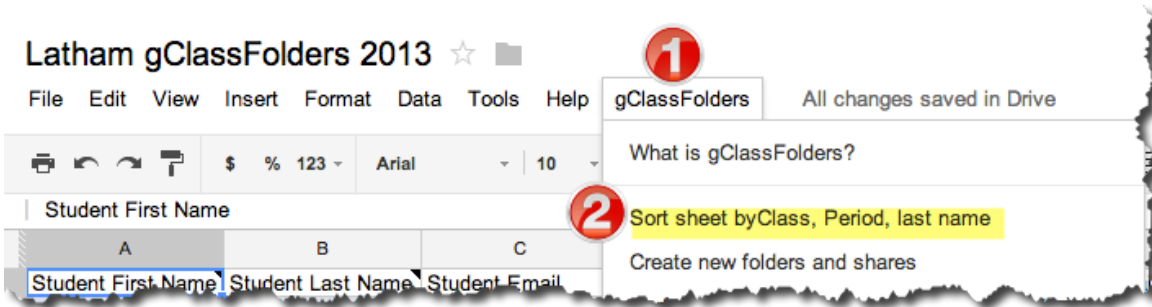 Latham gClassFolders 2013
1
File Edit View Insert Format Data Tools Help gClassFolders All changes saved in Drive
$ % 123 Arial 10
What is gClassFolders?
Student First Name
2 Sort sheet byClass, Period, last name
A B C
Create new folders and shares
Student First Name Student Last Name Student Email